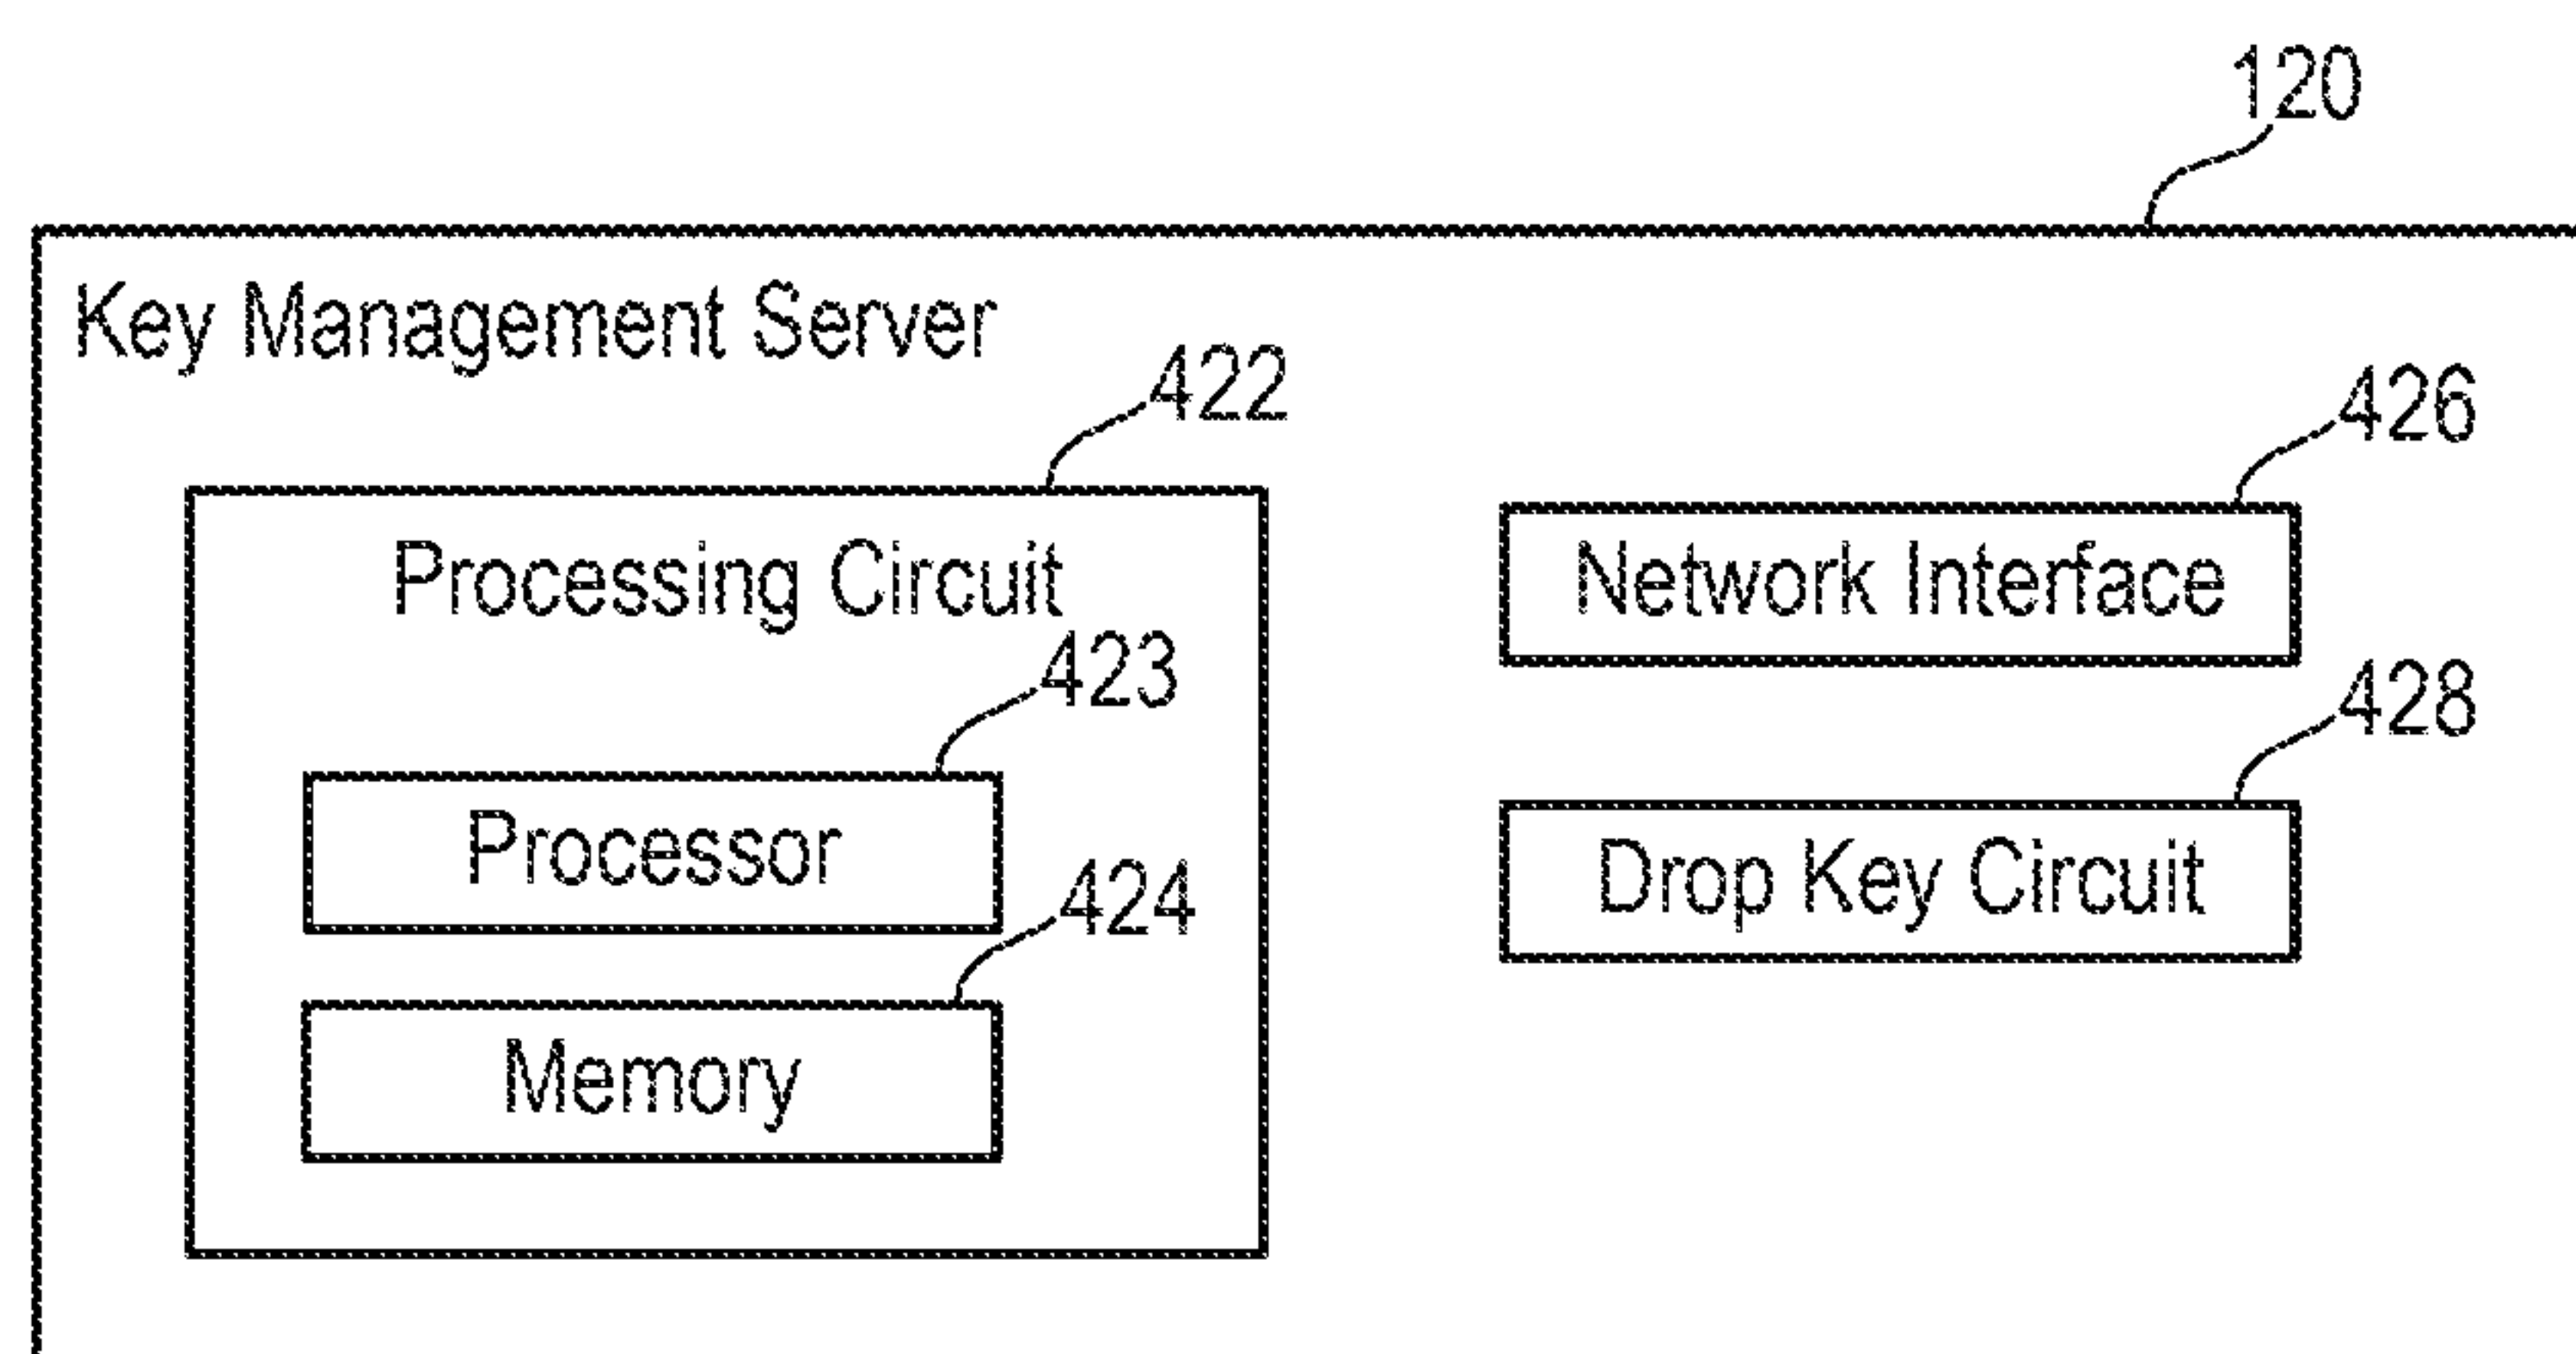 120
Key Management Server
422
426
Processing Circuit
Network Interface
423
428
Processor
Drop Key Circuit
424
Memory